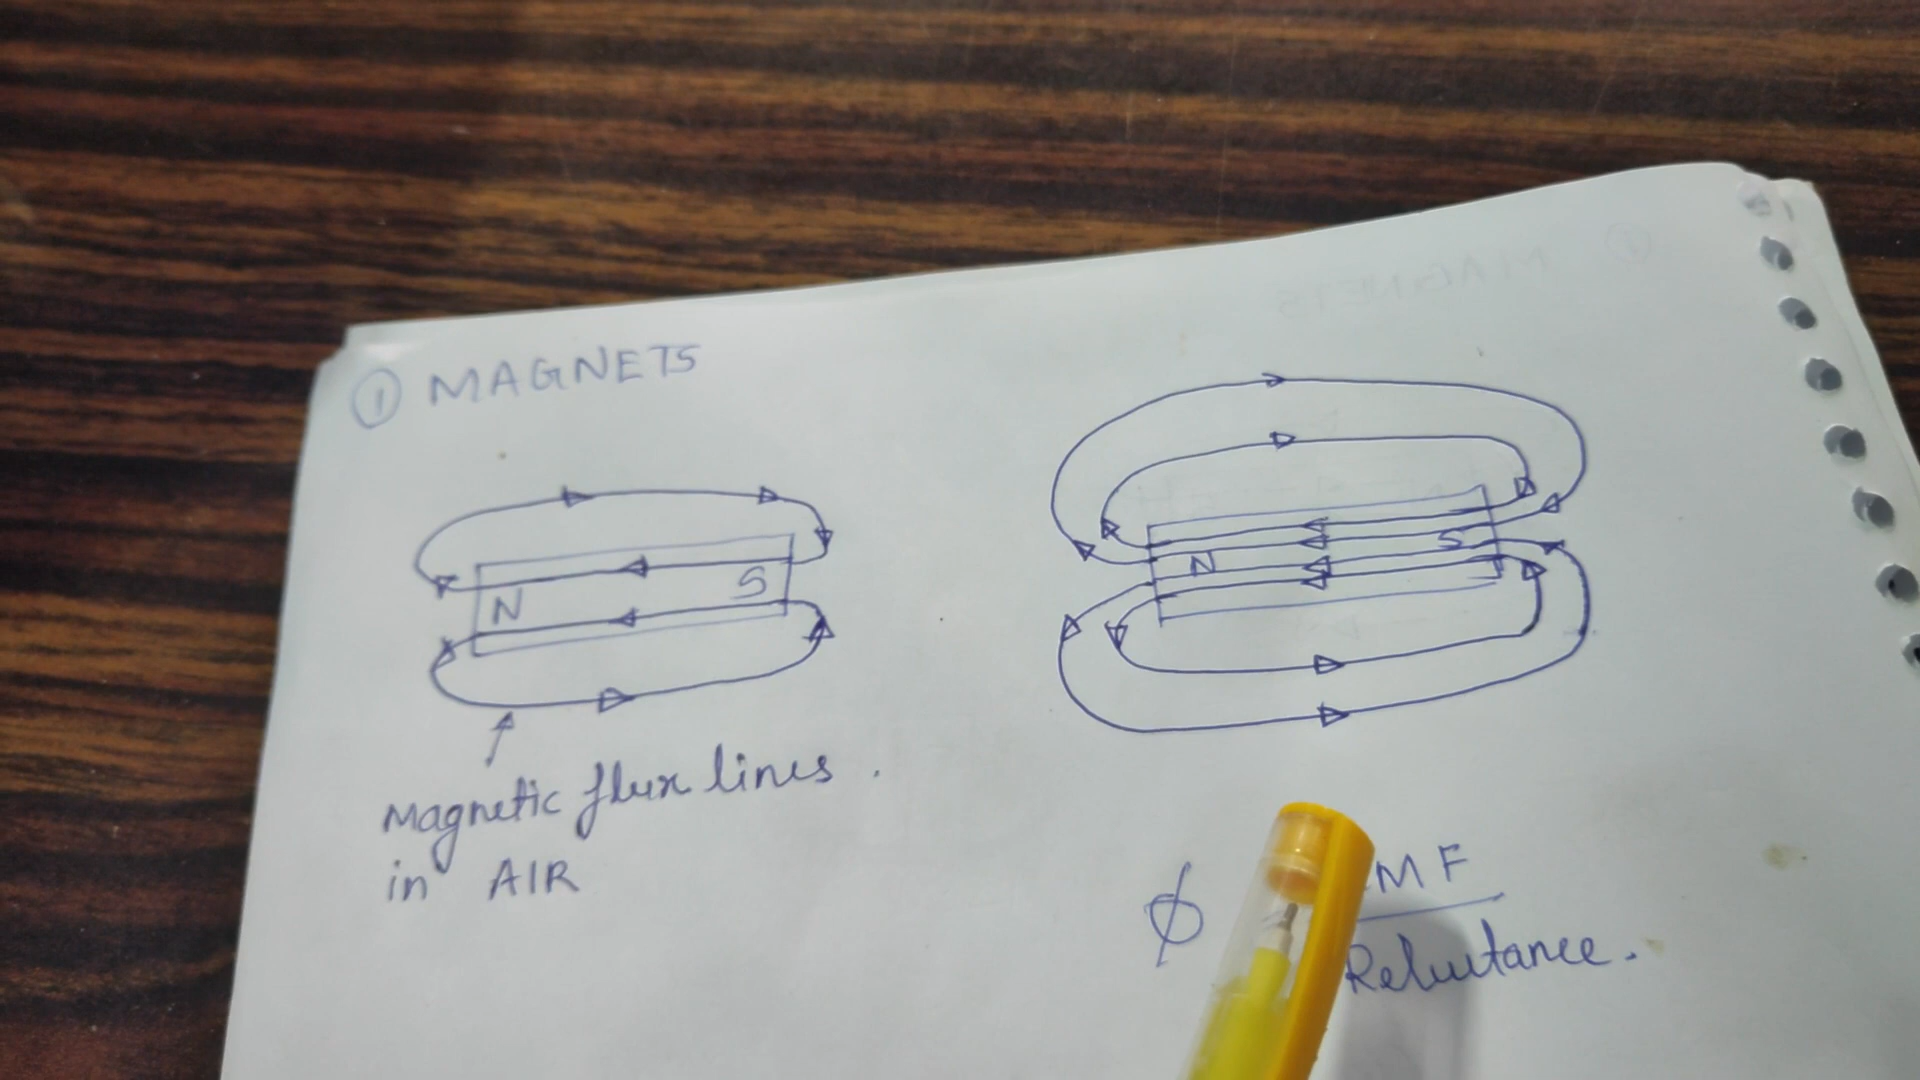 ① MAGNETS
N S
N S
Magnetic flux lines.
in AIR
ϕ MF
Reluctance.